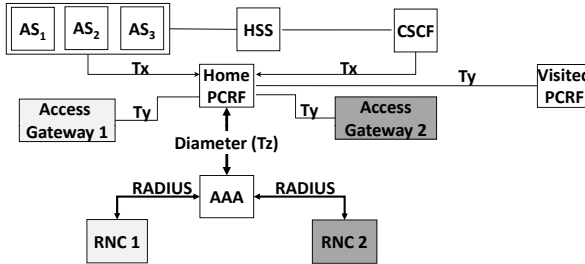 AS1 AS2 AS3 HSS CSCF
Tx Tx
Home
PCRF
Ty
Visited
PCRF
Access
Gateway 1
Ty
Ty
Access
Gateway 2
Diameter (Tz)
RADIUS AAA RADIUS
RNC 1 RNC 2